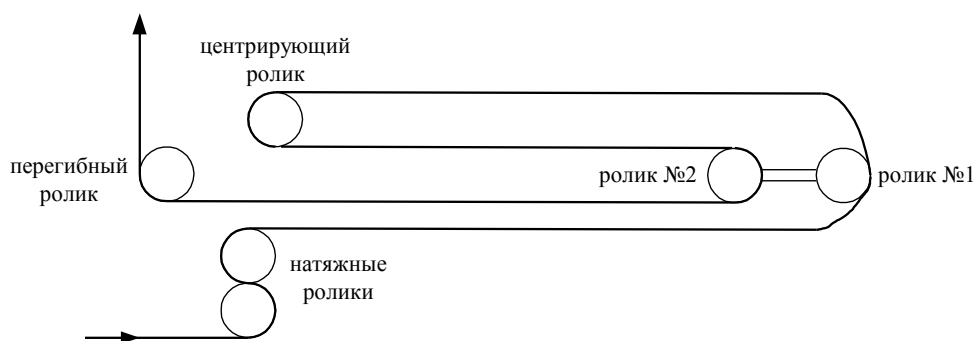 центрирующий
ролик
перегибный
ролик
ролик №2
ролик №1
натяжные
ролики